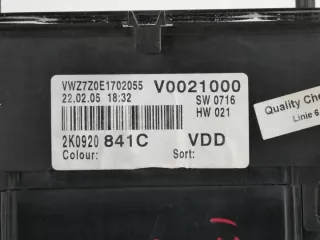 VWZ7Z0E1702055 V0021000
22.02.05 18:32 SW 0716
HW 021
2K0920 841C VDD
Colour: Sort:
Quality Che
Linie 6